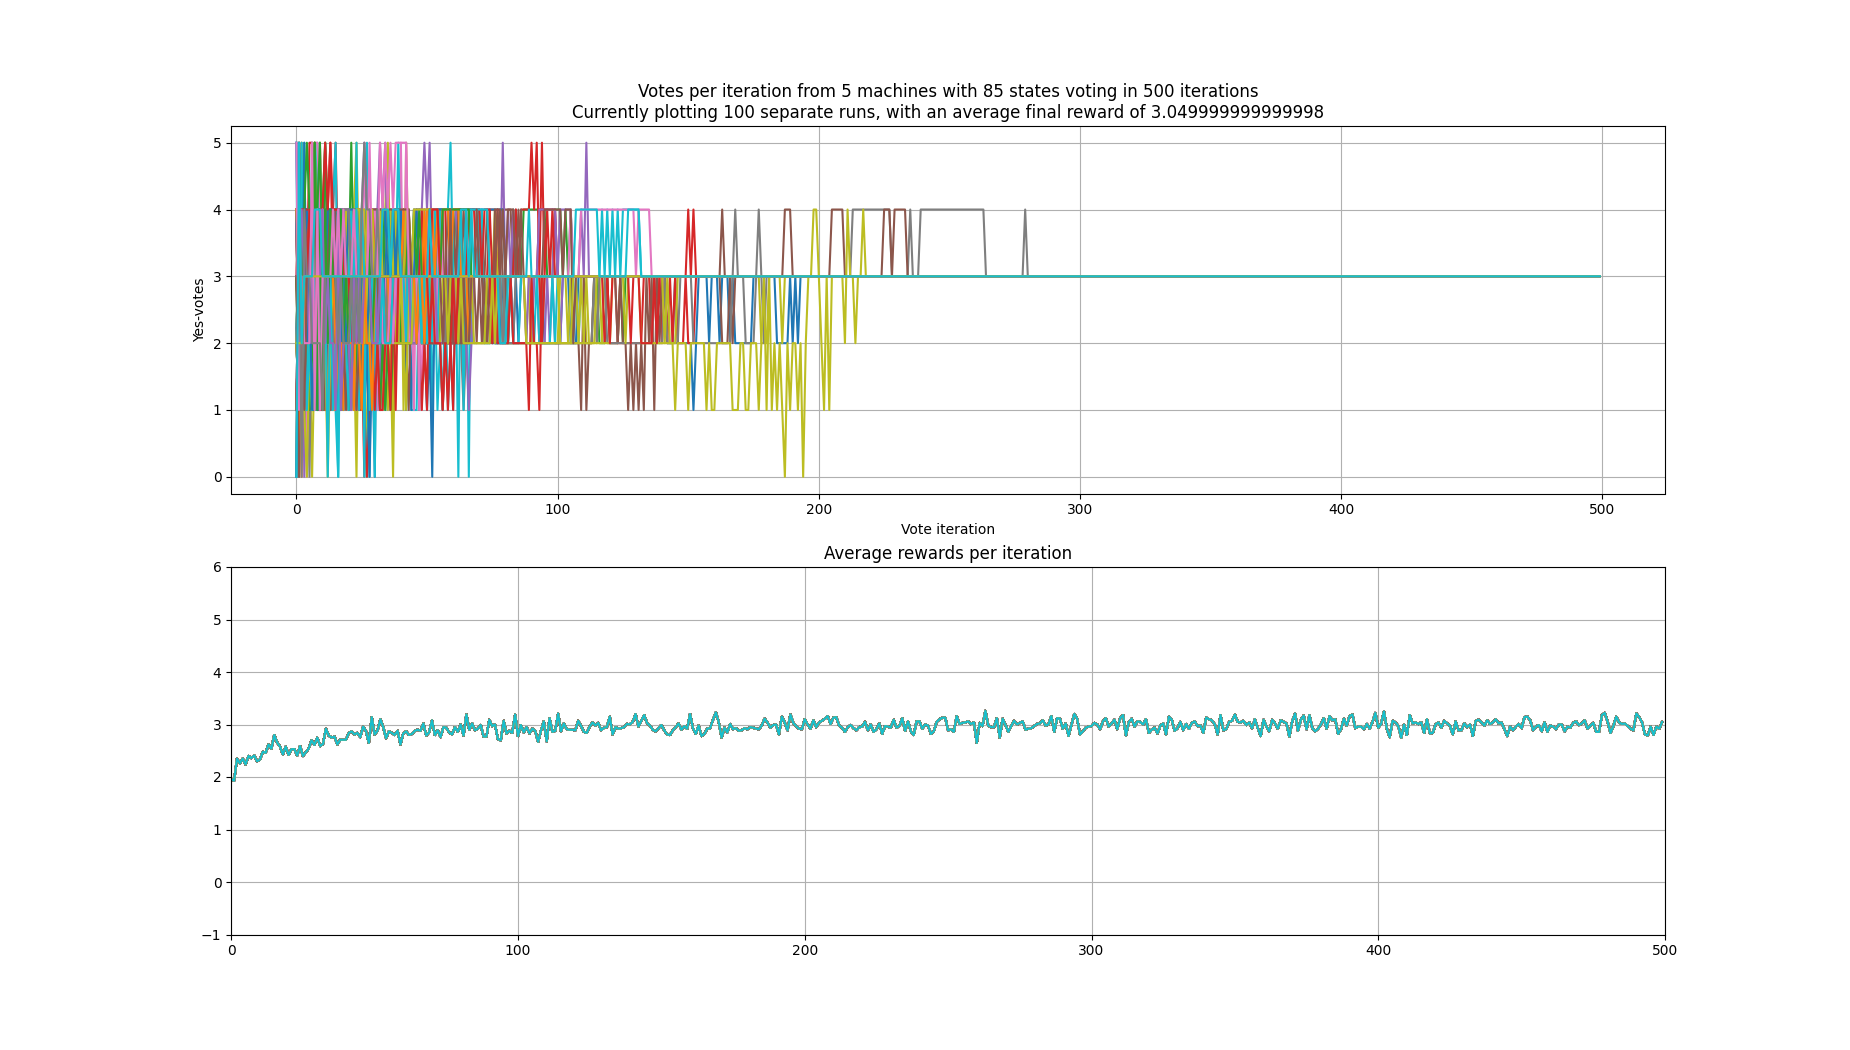 Votes per iteration from 5 machines with 85 states voting in 500 iterations
Currently plotting 100 separate runs, with an average final reward of 3.049999999999998
5
4
3
2
1
0
Yes-votes
0 100 200 300 400 500
Vote iteration
Average rewards per iteration
6
5
4
3
2
1
0
−1
0 100 200 300 400 500